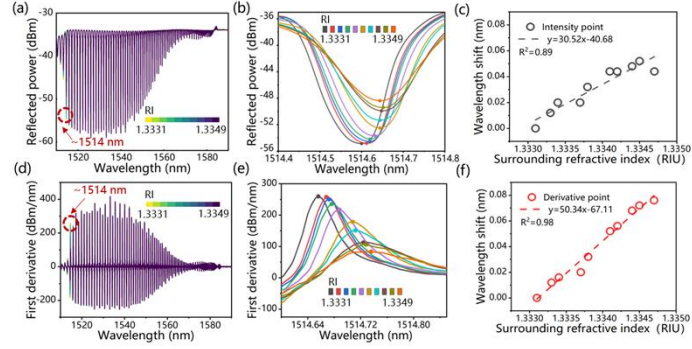 (a)
Reflected power (dBm)
-40
-50
-60
RI
1.3331 1.3349
~1514 nm
1520 1540 1560 1580
Wavelength (nm)
(b)
Reflected power (dBm)
-36
-40
-44
-48
-52
-56
RI
1.3331 1.3349
1514.4 1514.5 1514.6 1514.7 1514.8
Wavelength (nm)
(c)
Wavelength shift (nm)
0.08
0.06
0.04
0.02
0.00
Intensity point
y=30.52x-40.68
R²=0.89
1.3330 1.3335 1.3340 1.3345 1.3350
Surrounding refractive index (RIU)
(d)
First derivative (dBm/nm)
400
200
0
-200
~1514 nm
RI
1.3331 1.3349
1520 1540 1560 1580
Wavelength (nm)
(e)
First derivative (dBm/nm)
300
200
100
0
-100
RI
1.3331 1.3349
1514.64 1514.72 1514.80
Wavelength (nm)
(f)
Wavelength shift (nm)
0.08
0.06
0.04
0.02
0.00
Derivative point
y=50.34x-67.11
R²=0.98
1.3330 1.3335 1.3340 1.3345 1.3350
Surrounding refractive index (RIU)